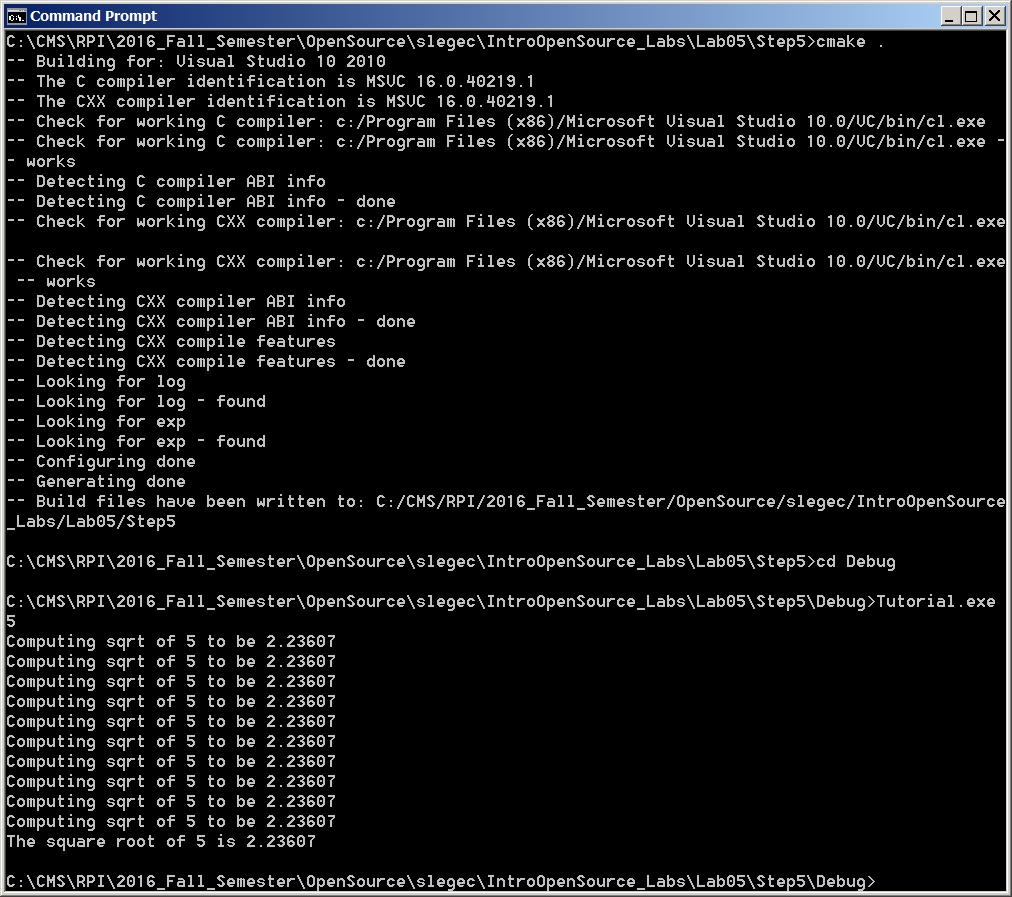 Command Prompt
C:\CMS\RPI\2016_Fall_Semester\OpenSource\slegec\IntroOpenSource_Labs\Lab05\Step5>cmake .
-- Building for: Visual Studio 10 2010
-- The C compiler identification is MSVC 16.0.40219.1
-- The CXX compiler identification is MSVC 16.0.40219.1
-- Check for working C compiler: c:/Program Files (x86)/Microsoft Visual Studio 10.0/VC/bin/cl.exe
-- Check for working C compiler: c:/Program Files (x86)/Microsoft Visual Studio 10.0/VC/bin/cl.exe -
- works
-- Detecting C compiler ABI info
-- Detecting C compiler ABI info - done
-- Check for working CXX compiler: c:/Program Files (x86)/Microsoft Visual Studio 10.0/VC/bin/cl.exe
-- Check for working CXX compiler: c:/Program Files (x86)/Microsoft Visual Studio 10.0/VC/bin/cl.exe
-- works
-- Detecting CXX compiler ABI info
-- Detecting CXX compiler ABI info - done
-- Detecting CXX compile features
-- Detecting CXX compile features - done
-- Looking for log
-- Looking for log - found
-- Looking for exp
-- Looking for exp - found
-- Configuring done
-- Generating done
-- Build files have been written to: C:/CMS/RPI/2016_Fall_Semester/OpenSource/slegec/IntroOpenSource
_Labs/Lab05/Step5
C:\CMS\RPI\2016_Fall_Semester\OpenSource\slegec\IntroOpenSource_Labs\Lab05\Step5>cd Debug
C:\CMS\RPI\2016_Fall_Semester\OpenSource\slegec\IntroOpenSource_Labs\Lab05\Step5\Debug>Tutorial.exe
5
Computing sqrt of 5 to be 2.23607
Computing sqrt of 5 to be 2.23607
Computing sqrt of 5 to be 2.23607
Computing sqrt of 5 to be 2.23607
Computing sqrt of 5 to be 2.23607
Computing sqrt of 5 to be 2.23607
Computing sqrt of 5 to be 2.23607
Computing sqrt of 5 to be 2.23607
Computing sqrt of 5 to be 2.23607
Computing sqrt of 5 to be 2.23607
The square root of 5 is 2.23607
C:\CMS\RPI\2016_Fall_Semester\OpenSource\slegec\IntroOpenSource_Labs\Lab05\Step5\Debug>